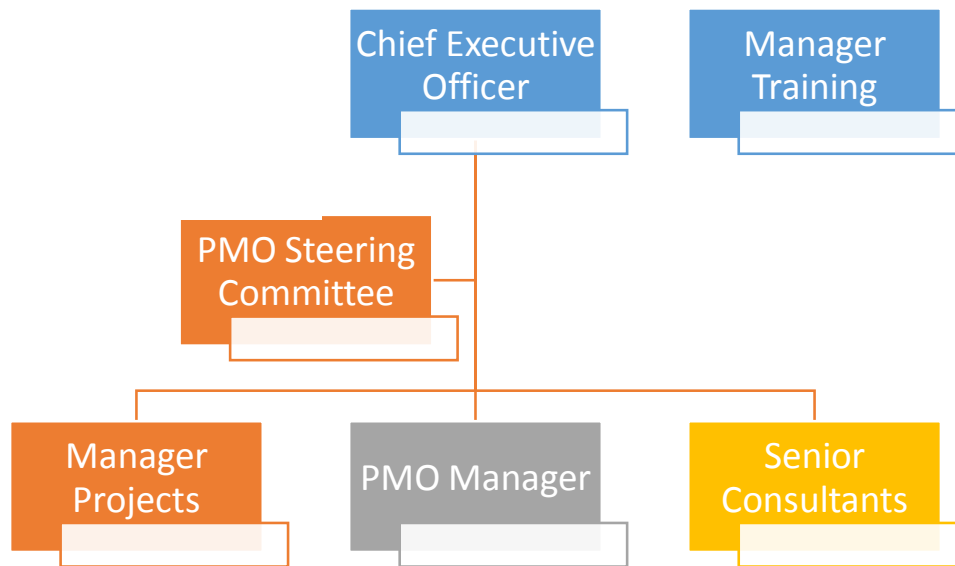 Chief Executive
Officer
Manager
Training
PMO Steering
Committee
Manager
Projects
PMO Manager
Senior
Consultants